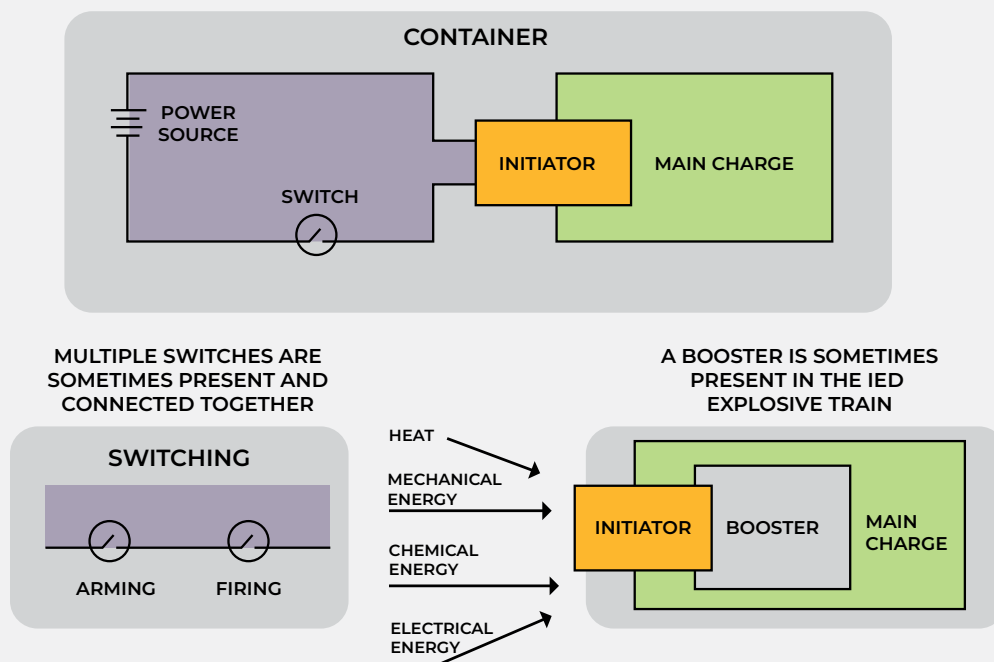 CONTAINER
POWER
SOURCE
SWITCH
INITIATOR
MAIN CHARGE
MULTIPLE SWITCHES ARE
SOMETIMES PRESENT AND
CONNECTED TOGETHER
SWITCHING
ARMING
FIRING
HEAT
MECHANICAL
ENERGY
CHEMICAL
ENERGY
ELECTRICAL
ENERGY
A BOOSTER IS SOMETIMES
PRESENT IN THE IED
EXPLOSIVE TRAIN
INITIATOR
BOOSTER
MAIN
CHARGE